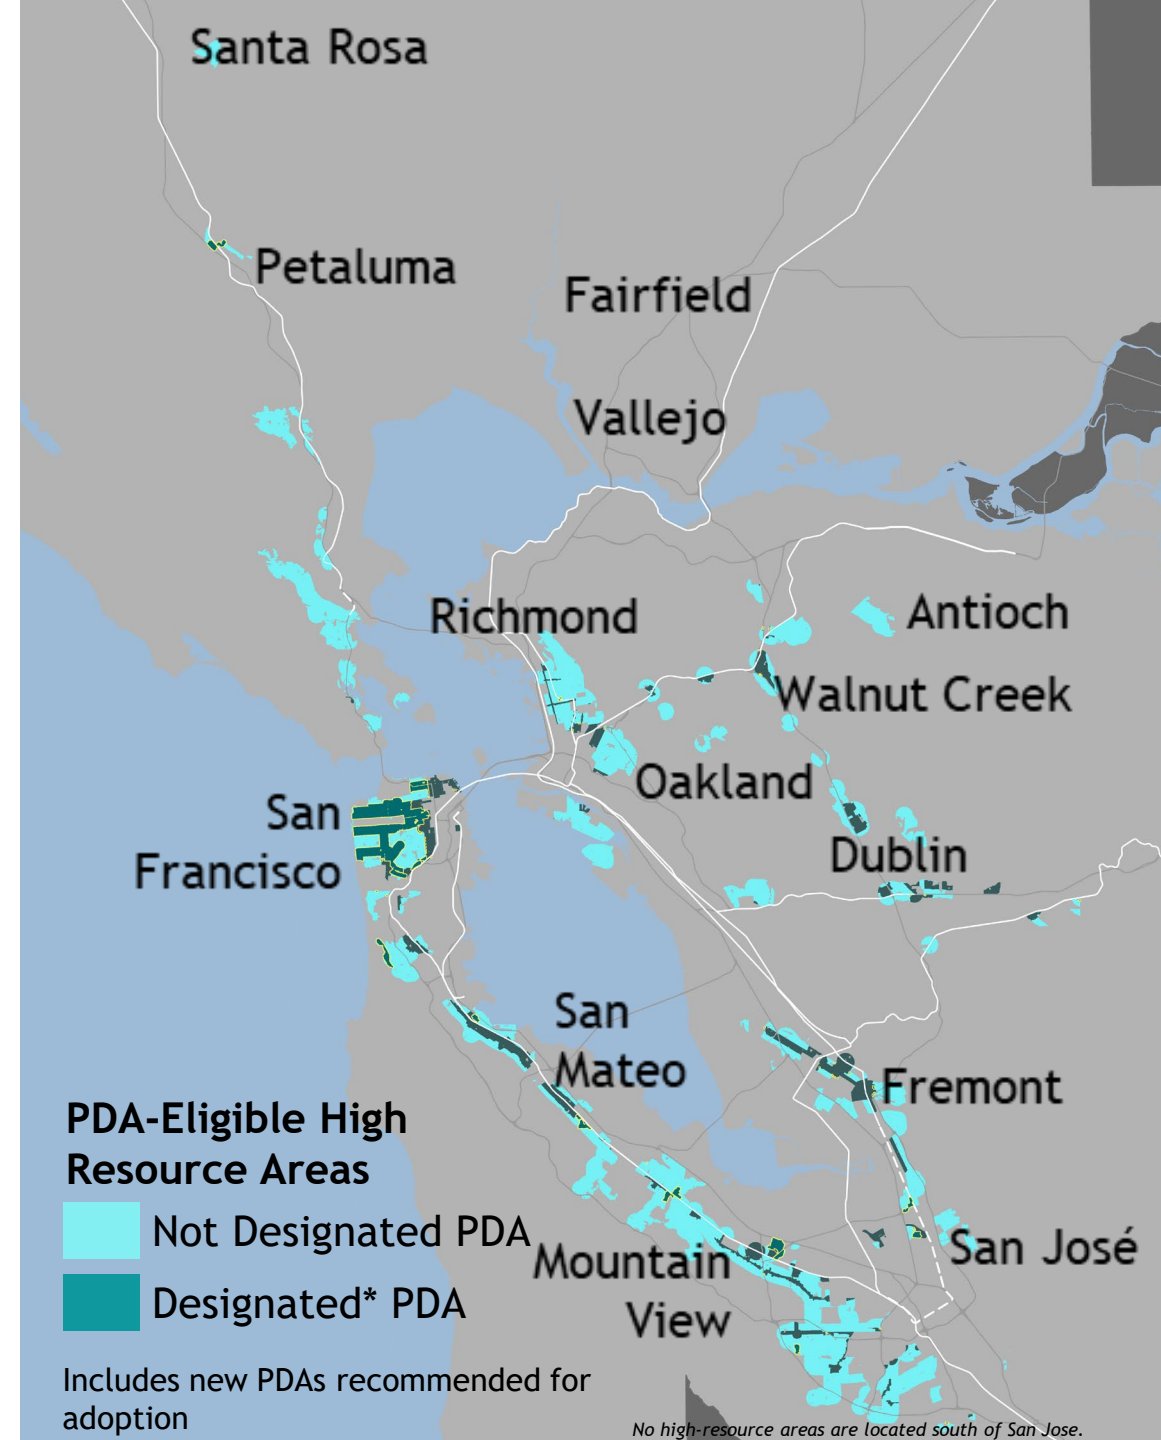 Santa Rosa
Petaluma
Fairfield
Vallejo
Richmond
Antioch
Walnut Creek
Oakland
San
Francisco
Dublin
San
Mateo
Fremont
PDA-Eligible High
Resource Areas
Not Designated PDA
Designated* PDA
Mountain
View
San José
Includes new PDAs recommended for
adoption
No high-resource areas are located south of San Jose.